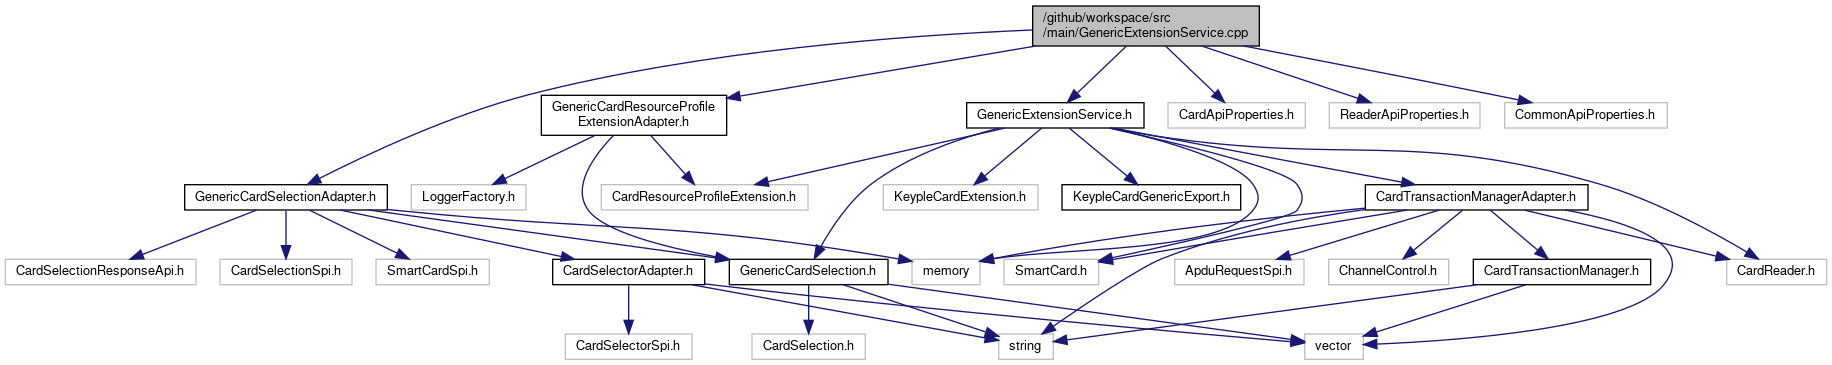 /github/workspace/src
/main/GenericExtensionService.cpp
GenericCardResourceProfile
ExtensionAdapter.h
GenericExtensionService.h
CardApiProperties.h
ReaderApiProperties.h
CommonApiProperties.h
GenericCardSelectionAdapter.h
LoggerFactory.h
CardResourceProfileExtension.h
KeypleCardExtension.h
KeypleCardGenericExport.h
CardTransactionManagerAdapter.h
CardSelectionResponseApi.h
CardSelectionSpi.h
SmartCardSpi.h
CardSelectorAdapter.h
GenericCardSelection.h
memory
SmartCard.h
ApduRequestSpi.h
ChannelControl.h
CardTransactionManager.h
CardReader.h
CardSelectorSpi.h
CardSelection.h
string
vector